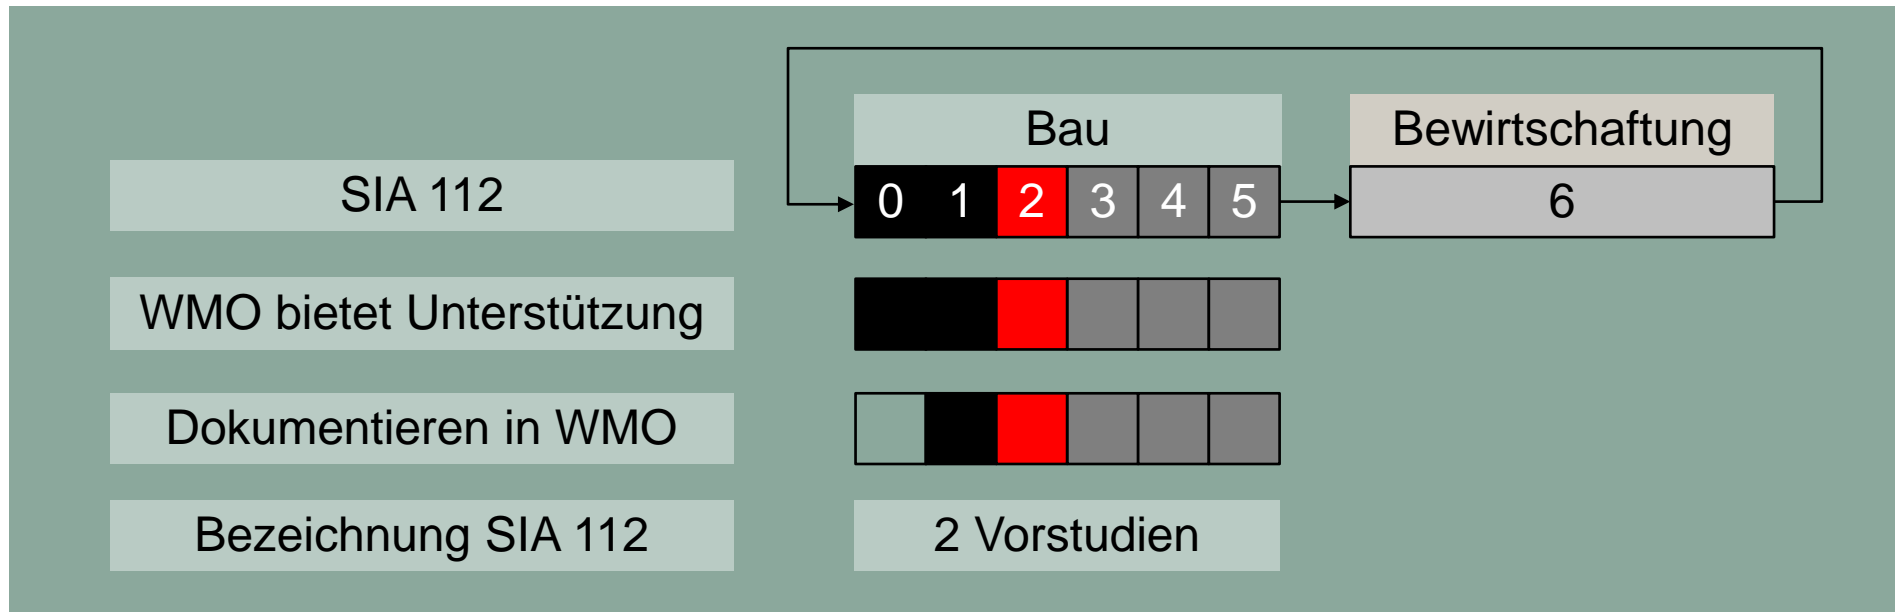 Bau Bewirtschaftung
SIA 112 0 1 2 3 4 5 6
WMO bietet Unterstützung
Dokumentieren in WMO
Bezeichnung SIA 112 2 Vorstudien